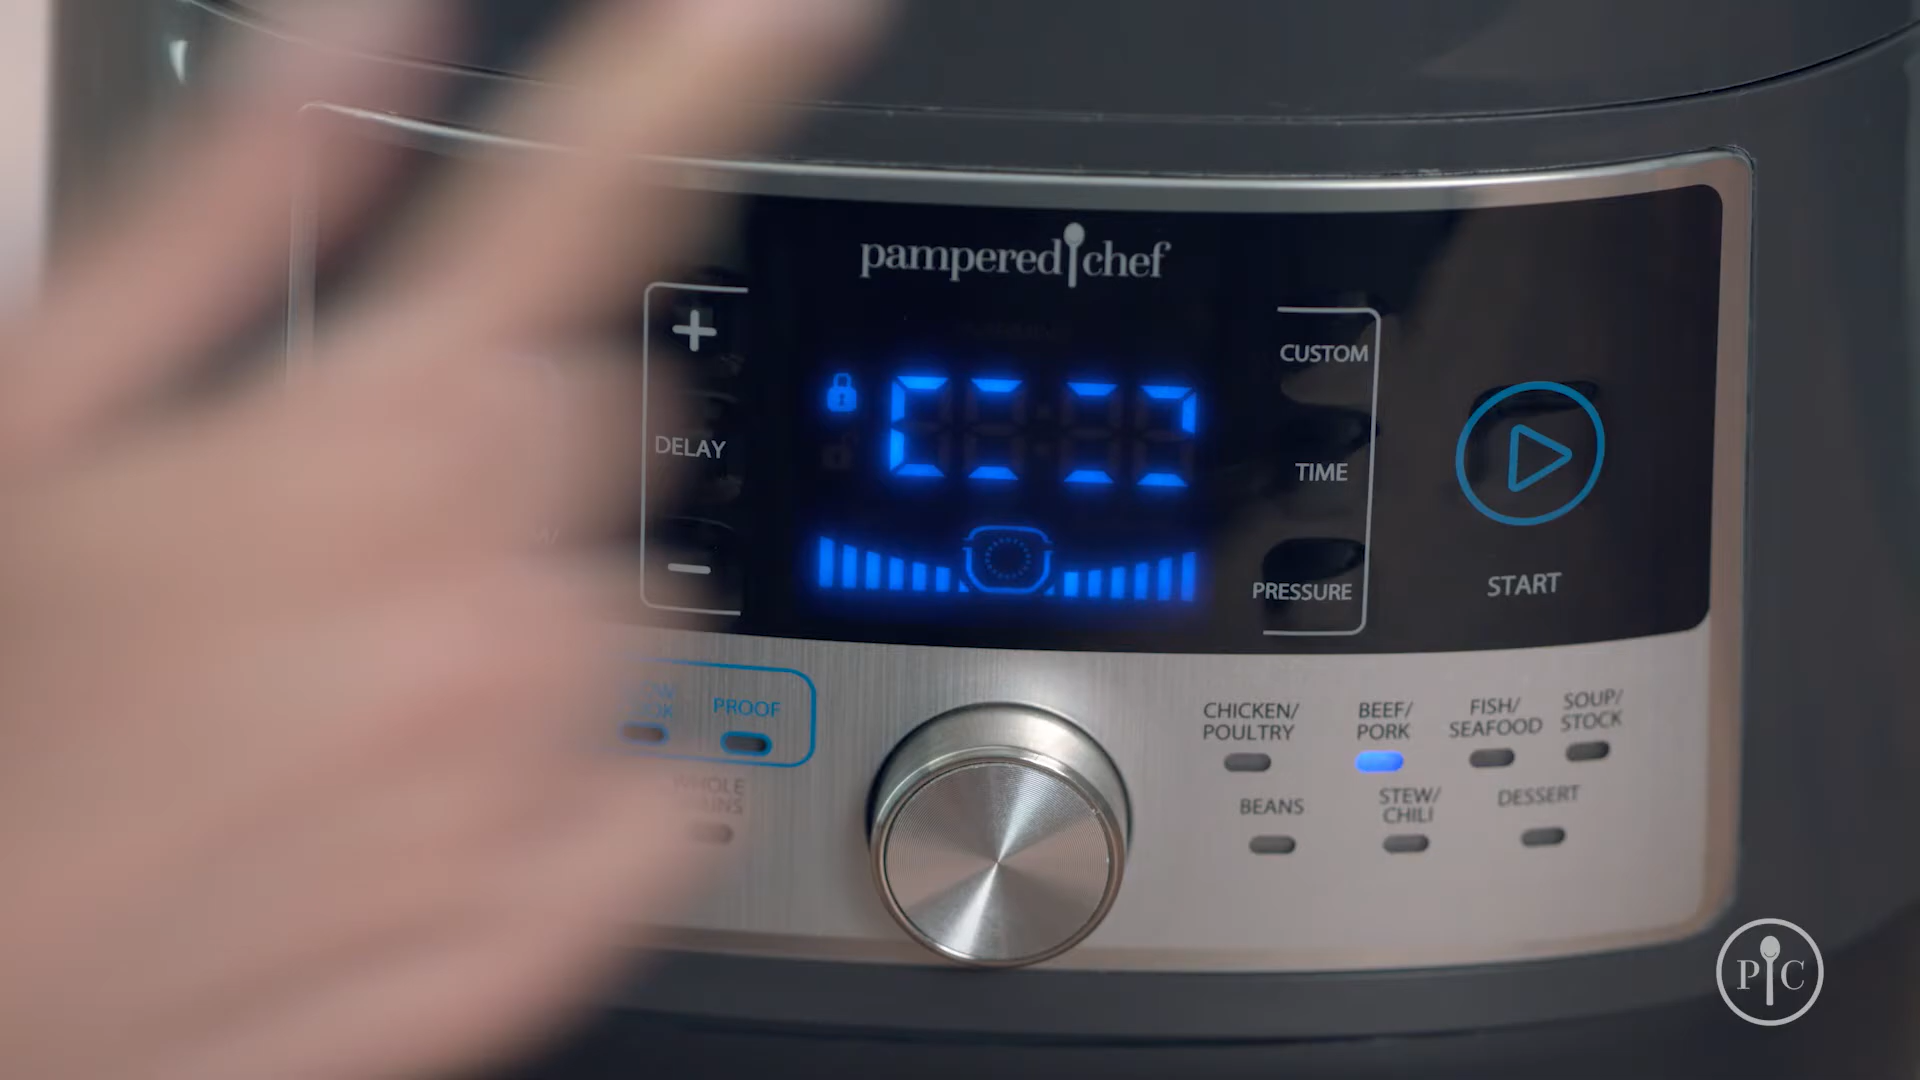 pampered chef
+
DELAY
−
CUSTOM
TIME
PRESSURE
START
PROOF
WHOLE
CHICKEN/
POULTRY
BEEF/
PORK
FISH/
SEAFOOD
SOUP/
STOCK
BEANS
STEW/
CHILI
DESSERT
P C